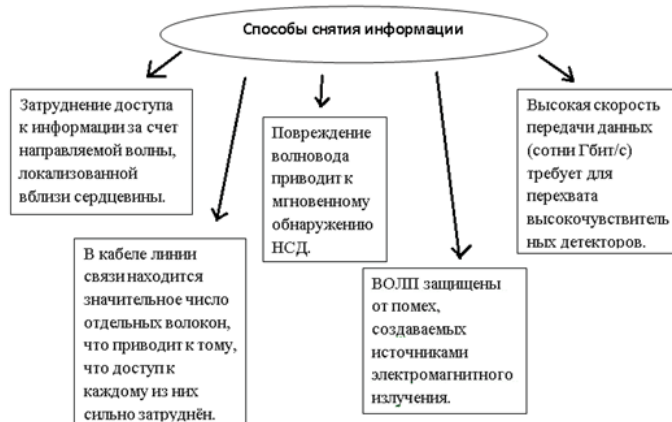 Способы снятия информации
Затруднение доступа
к информации за счет
направляемой волны,
локализованной
вблизи сердцевины.
В кабеле линии
связи находится
значительное число
отдельных волокон,
что приводит к тому,
что доступ к
каждому из них
сильно затруднён.
Повреждение
волновода
приводит к
мгновенному
обнаружению
НСД.
ВОЛП защищены
от помех,
создаваемых
источниками
электромагнитного
излучения.
Высокая скорость
передачи данных
(сотни Гбит/с)
требует для
перехвата
высокочувствитель
ных детекторов.